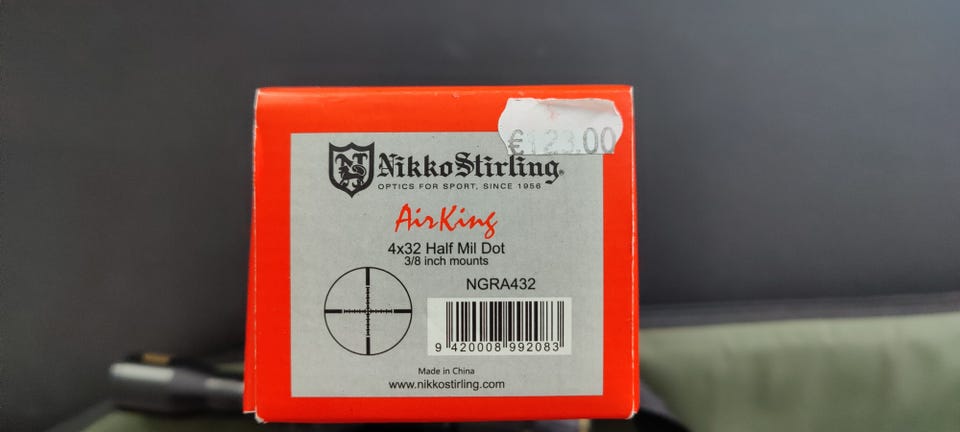 €123.00
NikkoStirling®
OPTICS FOR SPORT, SINCE 1956
AirKing
4x32 Half Mil Dot
3/8 inch mounts
NGRA432
9 420008 992083
Made in China
www.nikkostirling.com